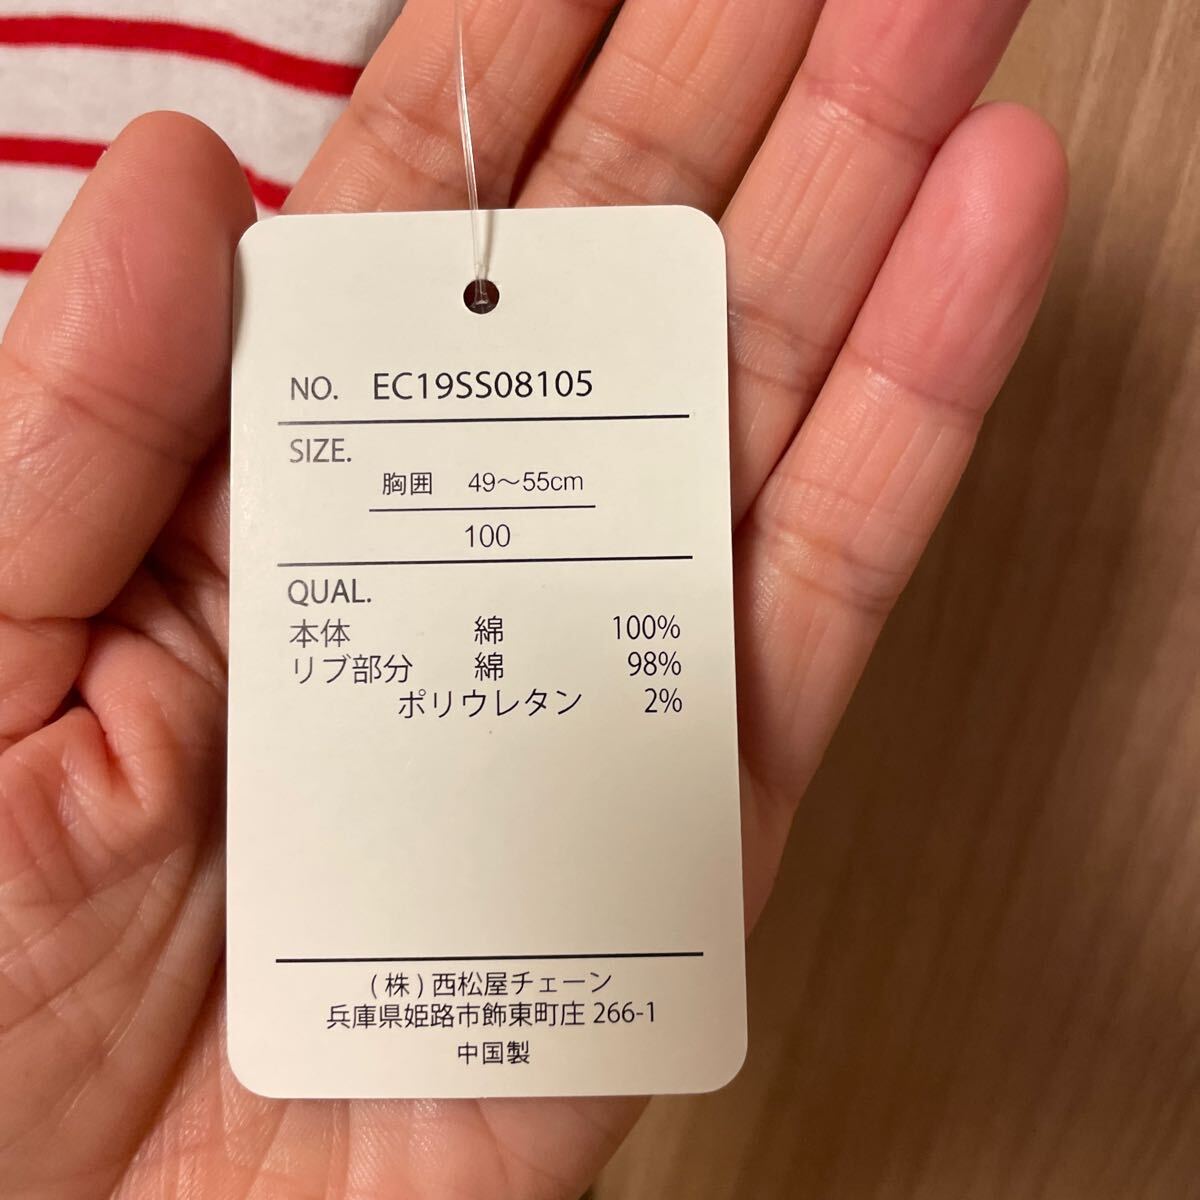 NO. EC19SS08105
SIZE.
胸囲 49～55cm
100
QUAL.
本体 綿 100%
リブ部分 綿 98%
ポリウレタン 2%
(株)西松屋チェーン
兵庫県姫路市飾東町庄 266-1
中国製